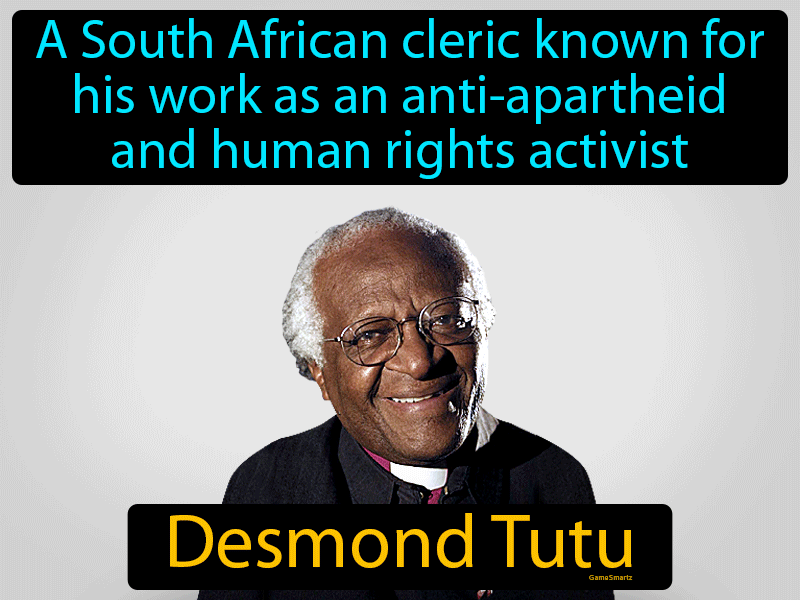 A South African cleric known for
his work as an anti-apartheid
and human rights activist
Desmond Tutu
GameSmartz